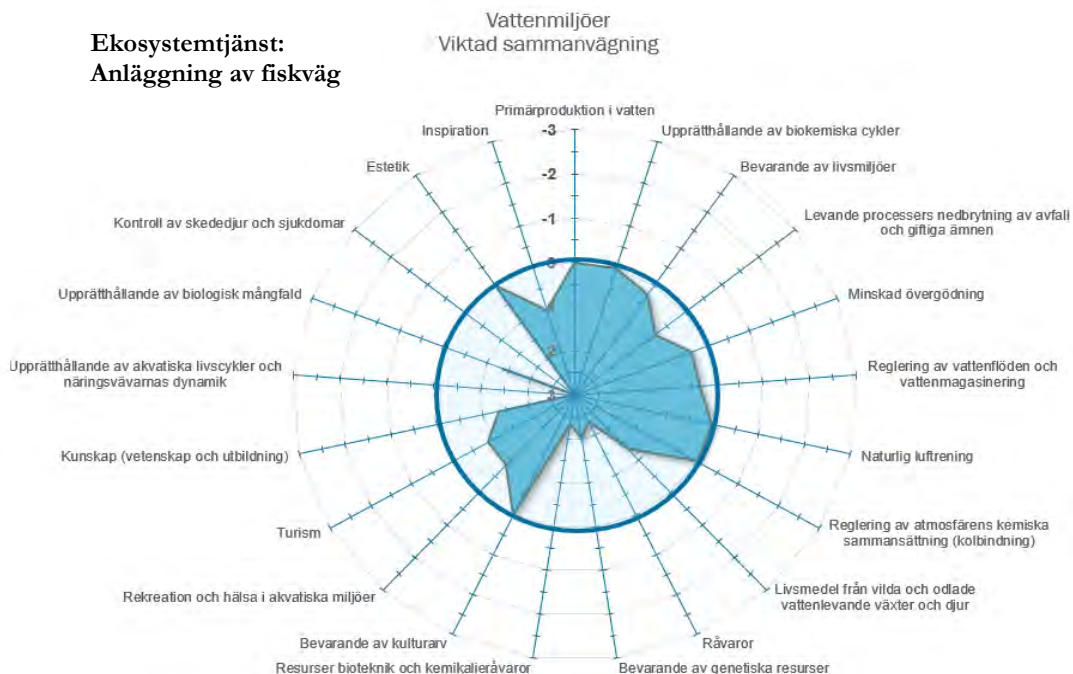 Vattenmiljöer
Viktad sammanvägning
Ekosystemtjänst:
Anläggning av fiskväg
Primärproduktion i vatten
Upprätthållande av biokemiska cykler
Bevarande av livsmiljöer
Levande processers nedbrytning av avfall
och giftiga ämnen
Minskad övergödning
Reglering av vattenflöden och
vattenmagasinering
Naturlig luftrening
Reglering av atmosfärens kemiska
sammansättning (kolbindning)
Livsmedel från vilda och odlade
vattenlevande växter och djur
Råvaror
Bevarande av genetiska resurser
Resurser bioteknik och kemikalieråvaror
Bevarande av kulturarv
Rekreation och hälsa i akvatiska miljöer
Turism
Kunskap (vetenskap och utbildning)
Upprätthållande av akvatiska livscykler och
näringsvävarnas dynamik
Upprätthållande av biologisk mångfald
Kontroll av skededjur och sjukdomar
Estetik
Inspiration
-3
-2
-1
0
2